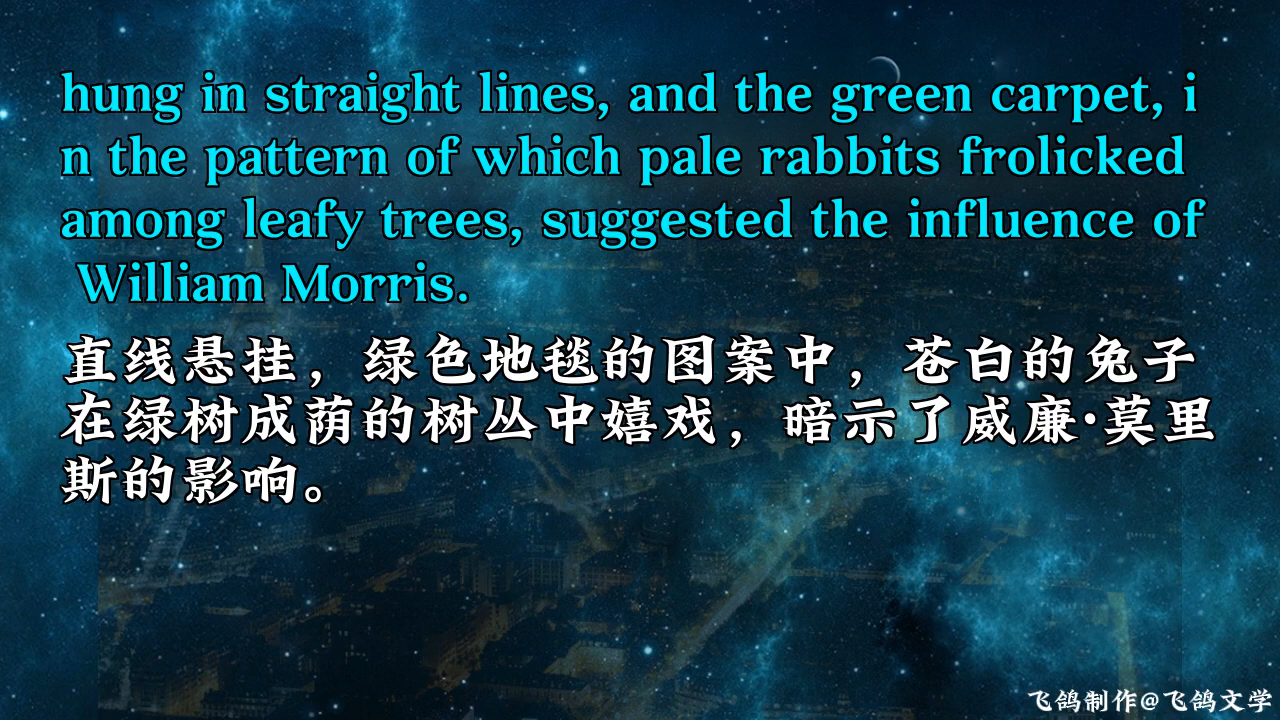 hung in straight lines, and the green carpet, i
n the pattern of which pale rabbits frolicked
among leafy trees, suggested the influence of
William Morris.
直线悬挂，绿色地毯的图案中，苍白的兔子
在绿树成荫的树丛中嬉戏，暗示了威廉·莫里
斯的影响。
飞鸽制作@飞鸽文学